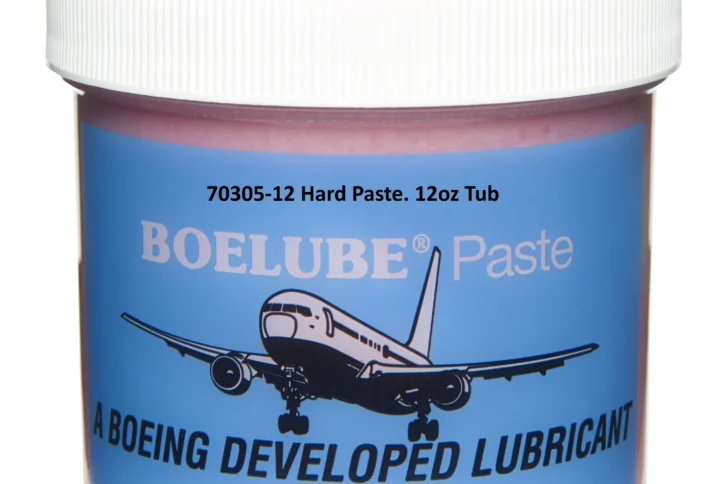 70305-12 Hard Paste. 12oz Tub
BOELUBE® Paste
A BOEING DEVELOPED LUBRICANT